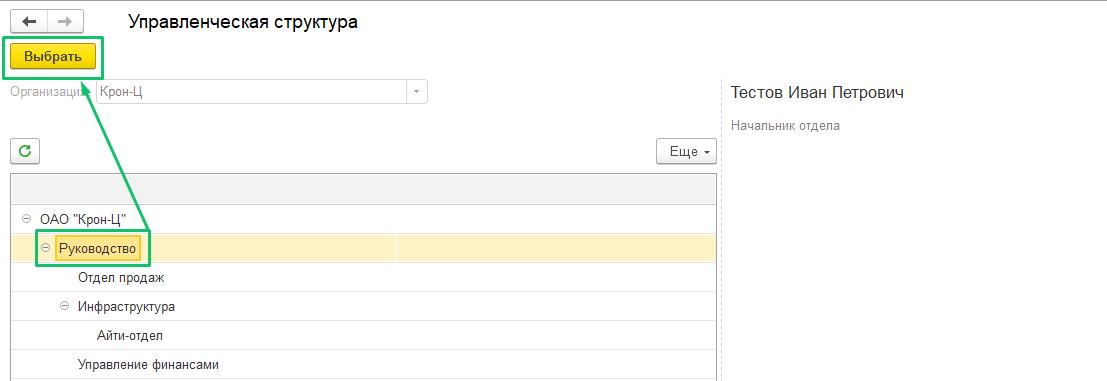 Управленческая структура
Выбрать
Организация: Крон-Ц
Тестов Иван Петрович
Начальник отдела
Еще
ОАО "Крон-Ц"
Руководство
Отдел продаж
Инфраструктура
Айти-отдел
Управление финансами